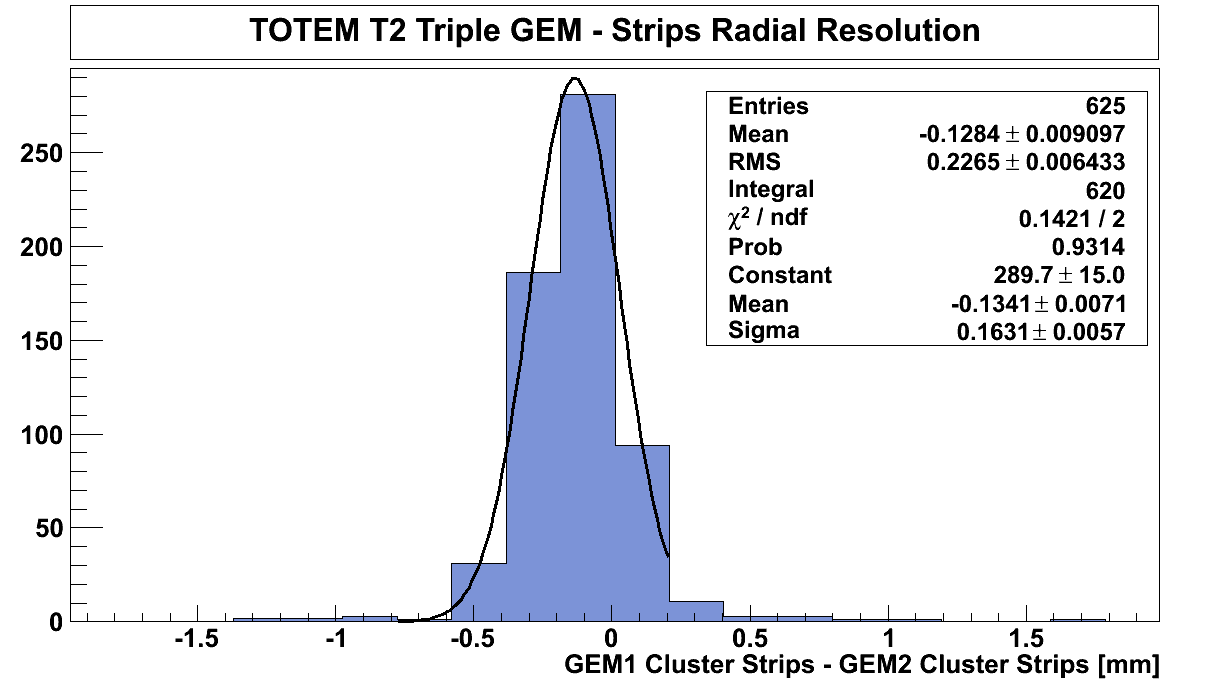 TOTEM T2 Triple GEM - Strips Radial Resolution
Entries 625
Mean -0.1284 ± 0.009097
RMS 0.2265 ± 0.006433
Integral 620
χ² / ndf 0.1421 / 2
Prob 0.9314
Constant 289.7 ± 15.0
Mean -0.1341 ± 0.0071
Sigma 0.1631 ± 0.0057
250
200
150
100
50
0
-1.5 -1 -0.5 0 0.5 1 1.5
GEM1 Cluster Strips - GEM2 Cluster Strips [mm]